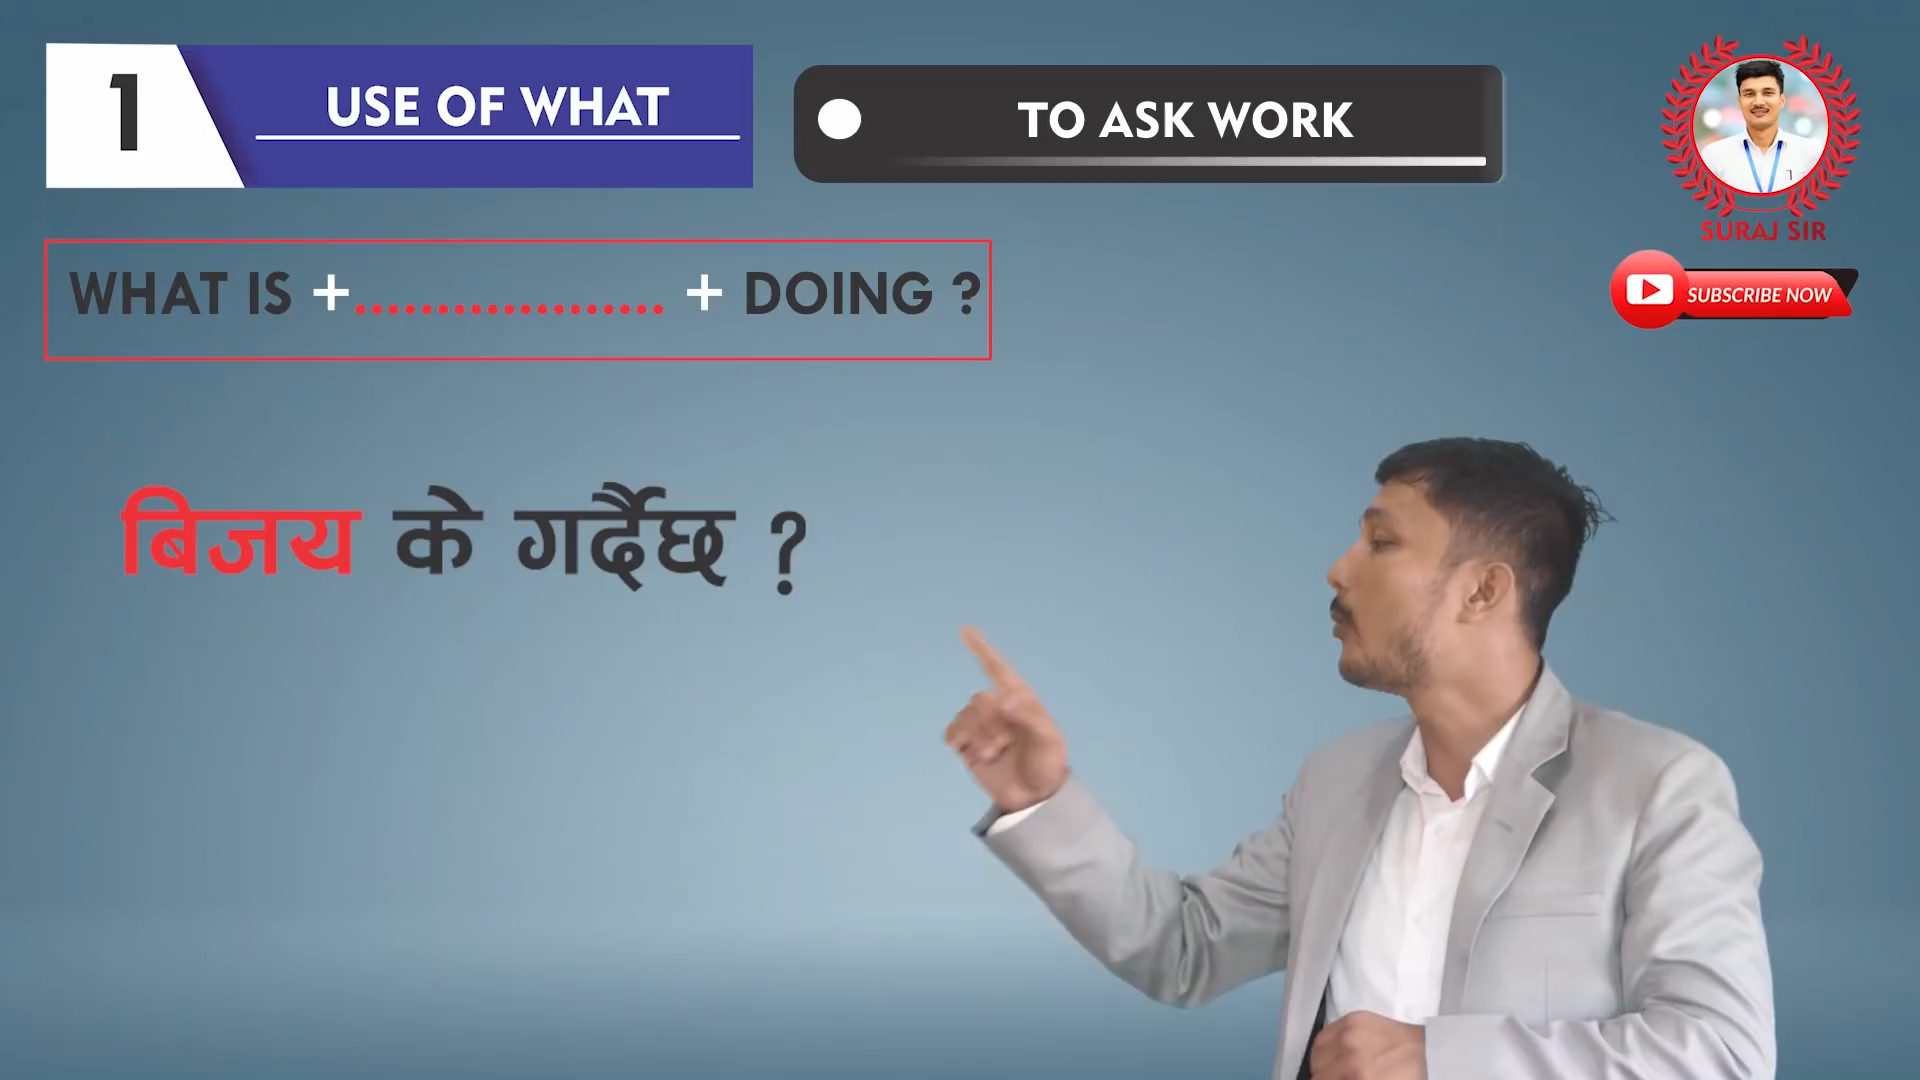 1
USE OF WHAT
TO ASK WORK
SURAJ SIR
SUBSCRIBE NOW
WHAT IS +................... + DOING ?
बिजय के गर्दैछ ?